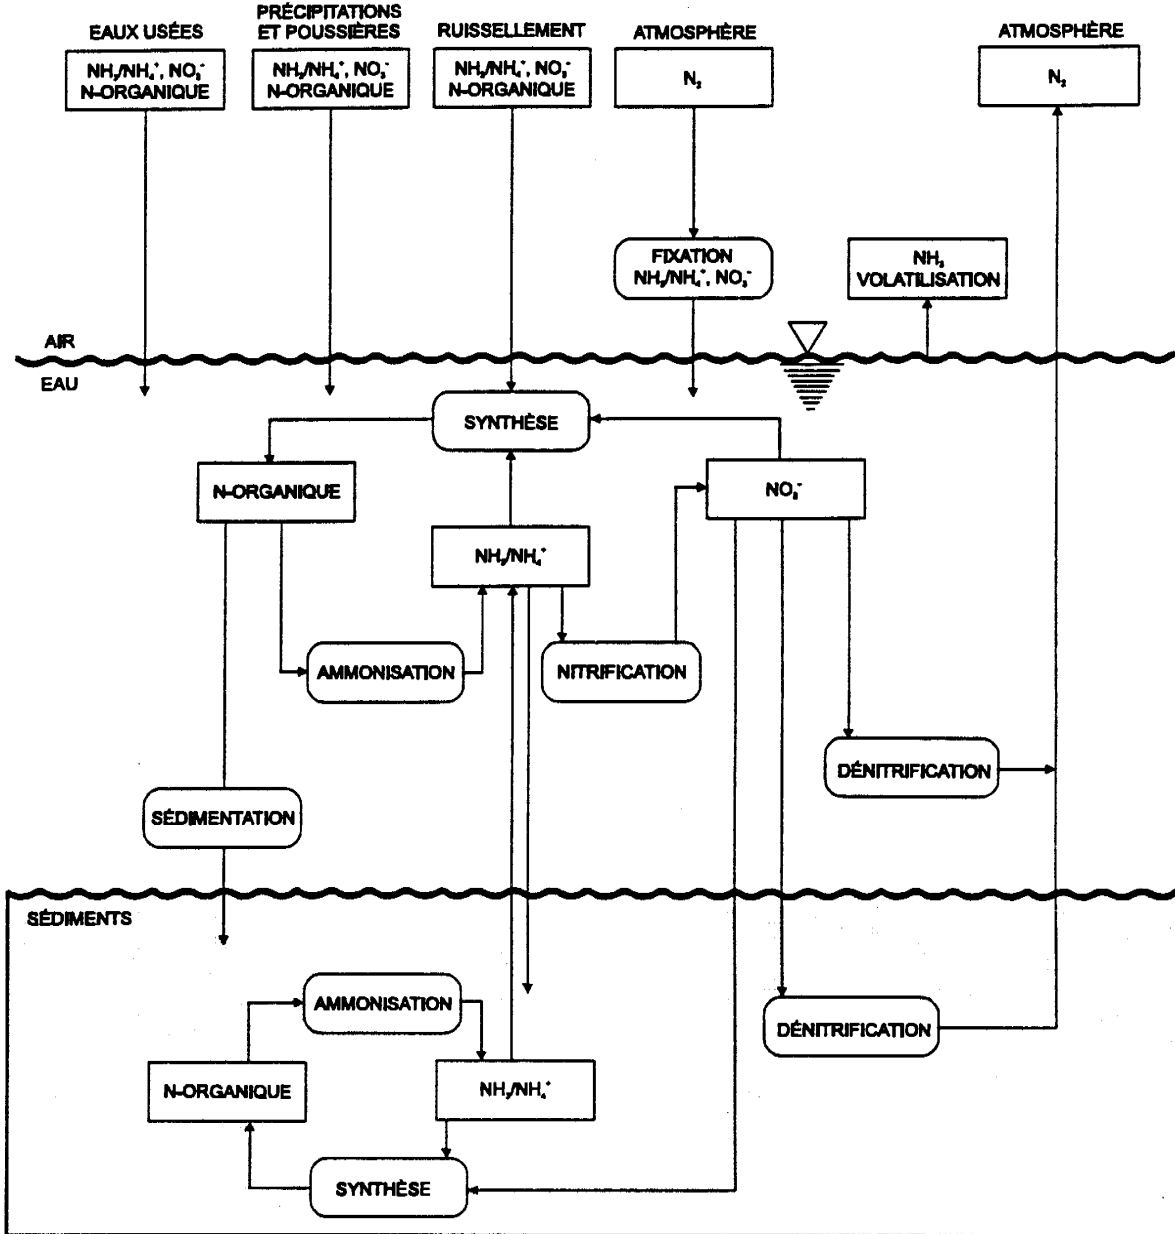 EAUX USÉES
NH₃/NH₄⁺, NO₃⁻
N-ORGANIQUE
PRÉCIPITATIONS
ET POUSSIÈRES
NH₃/NH₄⁺, NO₃⁻
N-ORGANIQUE
RUISSELLEMENT
NH₃/NH₄⁺, NO₃⁻
N-ORGANIQUE
ATMOSPHÈRE
N₂
ATMOSPHÈRE
N₂
FIXATION
NH₃/NH₄⁺, NO₃⁻
NH₃
VOLATILISATION
AIR
EAU
SYNTHÈSE
N-ORGANIQUE
NO₃⁻
NH₃/NH₄⁺
AMMONISATION
NITRIFICATION
DÉNITRIFICATION
SÉDIMENTATION
SÉDIMENTS
AMMONISATION
DÉNITRIFICATION
N-ORGANIQUE
NH₃/NH₄⁺
SYNTHÈSE